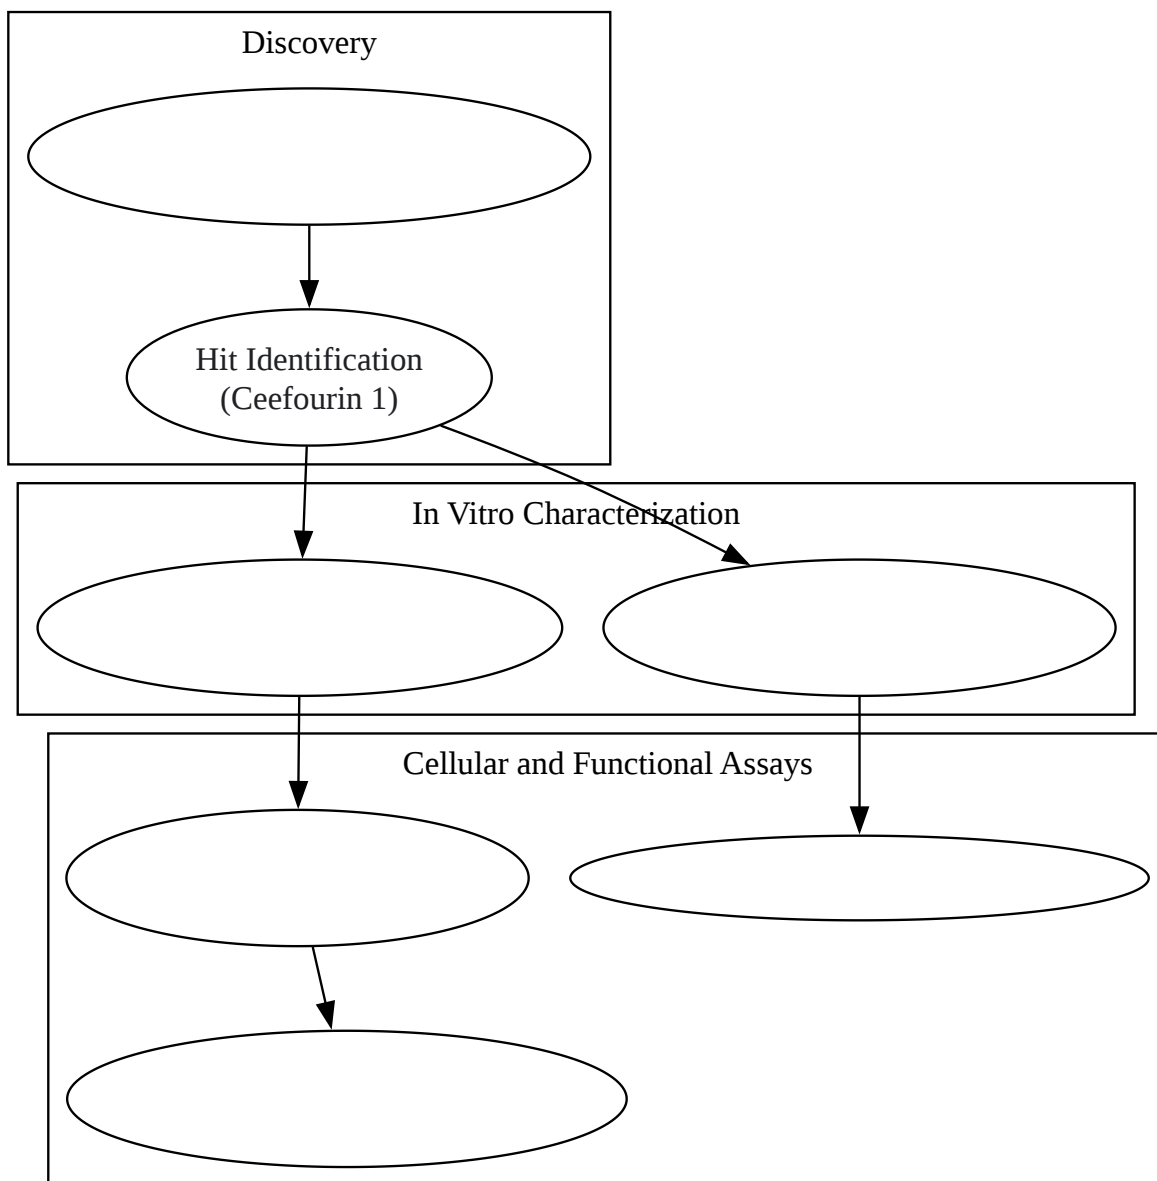 Discovery
Hit Identification
(Ceefourin 1)
In Vitro Characterization
Cellular and Functional Assays